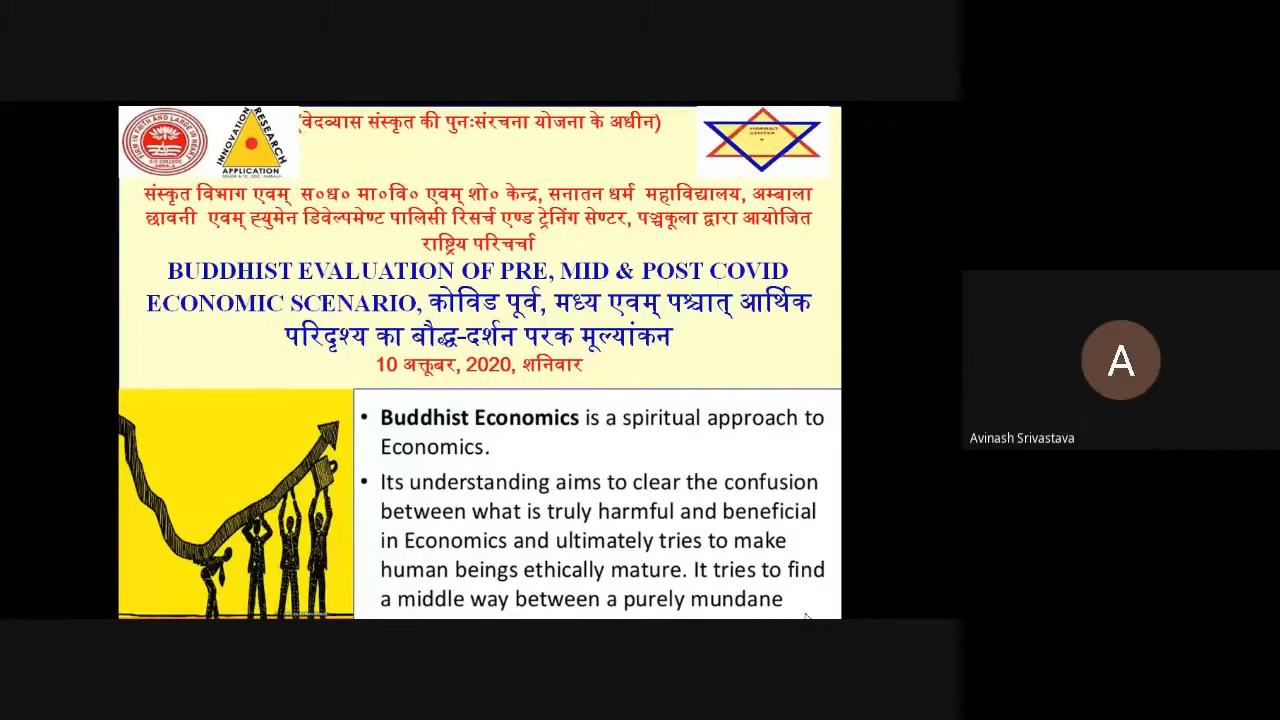 (वेदव्यास संस्कृत की पुनःसंरचना योजना के अधीन)
INNOVATION
RESEARCH
APPLICATION
संस्कृत विभाग एवम् स०ध० मा०वि० एवम् शो० केन्द्र, सनातन धर्म महाविद्यालय, अम्बाला
छावनी एवम् ह्युमेन डिवेल्पमेण्ट पालिसी रिसर्च एण्ड ट्रेनिंग सेण्टर, पञ्चकूला द्वारा आयोजित
राष्ट्रिय परिचर्चा
BUDDHIST EVALUATION OF PRE, MID & POST COVID
ECONOMIC SCENARIO, कोविड पूर्व, मध्य एवम् पश्चात् आर्थिक
परिदृश्य का बौद्ध-दर्शन परक मूल्यांकन
10 अक्तूबर, 2020, शनिवार
• Buddhist Economics is a spiritual approach to
Economics.
• Its understanding aims to clear the confusion
between what is truly harmful and beneficial
in Economics and ultimately tries to make
human beings ethically mature. It tries to find
a middle way between a purely mundane
A
Avinash Srivastava